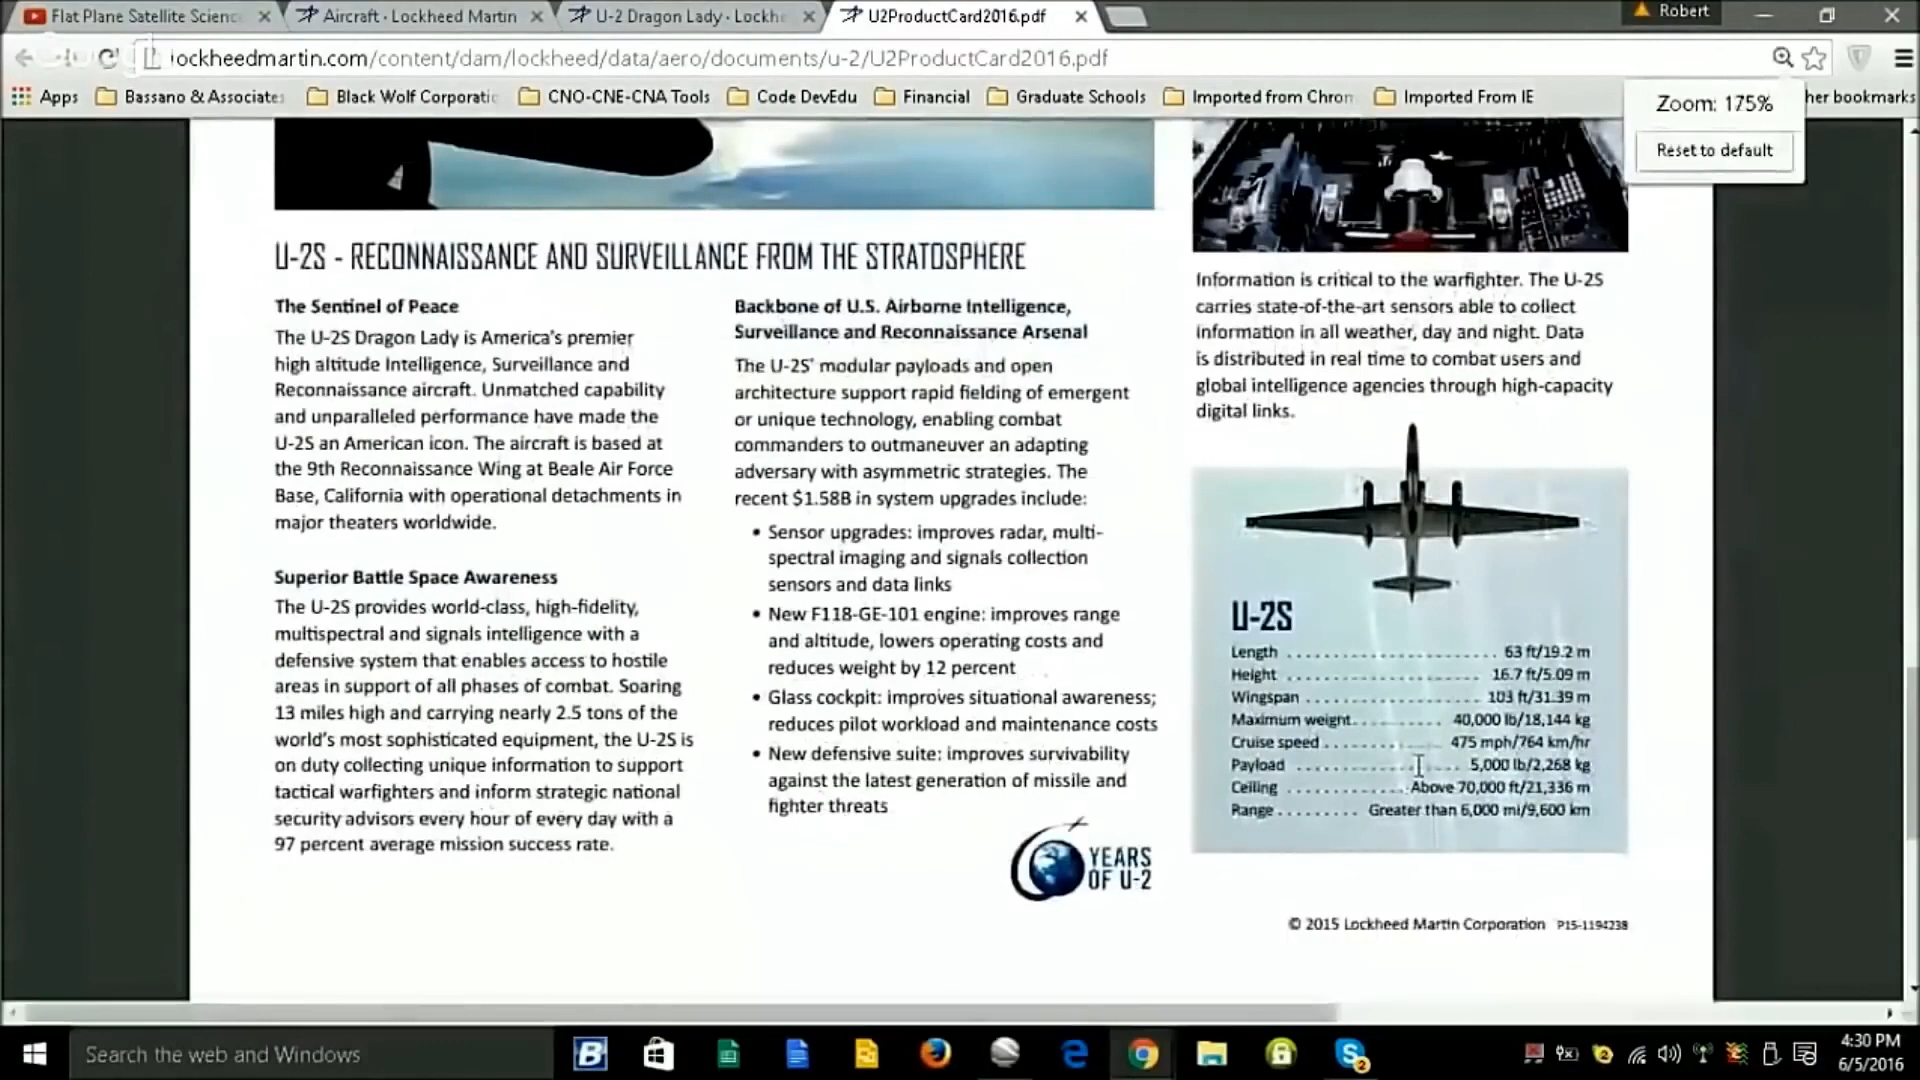 Flat Plane Satellite Scienc
Aircraft · Lockheed Martin
U-2 Dragon Lady · Lockhe
U2ProductCard2016.pdf
Robert
lockheedmartin.com/content/dam/lockheed/data/aero/documents/u-2/U2ProductCard2016.pdf
Apps
Bassano & Associates
Black Wolf Corporatic
CNO-CNE-CNA Tools
Code DevEdu
Financial
Graduate Schools
Imported from Chron
Imported From IE
her bookmarks
Zoom: 175%
Reset to default
U-2S - RECONNAISSANCE AND SURVEILLANCE FROM THE STRATOSPHERE
The Sentinel of Peace
The U-2S Dragon Lady is America's premier
high altitude Intelligence, Surveillance and
Reconnaissance aircraft. Unmatched capability
and unparalleled performance have made the
U-2S an American icon. The aircraft is based at
the 9th Reconnaissance Wing at Beale Air Force
Base, California with operational detachments in
major theaters worldwide.
Superior Battle Space Awareness
The U-2S provides world-class, high-fidelity,
multispectral and signals intelligence with a
defensive system that enables access to hostile
areas in support of all phases of combat. Soaring
13 miles high and carrying nearly 2.5 tons of the
world's most sophisticated equipment, the U-2S is
on duty collecting unique information to support
tactical warfighters and inform strategic national
security advisors every hour of every day with a
97 percent average mission success rate.
Backbone of U.S. Airborne Intelligence,
Surveillance and Reconnaissance Arsenal
The U-2S' modular payloads and open
architecture support rapid fielding of emergent
or unique technology, enabling combat
commanders to outmaneuver an adapting
adversary with asymmetric strategies. The
recent $1.58B in system upgrades include:
• Sensor upgrades: improves radar, multi-
spectral imaging and signals collection
sensors and data links
• New F118-GE-101 engine: improves range
and altitude, lowers operating costs and
reduces weight by 12 percent
• Glass cockpit: improves situational awareness;
reduces pilot workload and maintenance costs
• New defensive suite: improves survivability
against the latest generation of missile and
fighter threats
YEARS
OF U-2
Information is critical to the warfighter. The U-2S
carries state-of-the-art sensors able to collect
information in all weather, day and night. Data
is distributed in real time to combat users and
global intelligence agencies through high-capacity
digital links.
U-2S
Length .......... 63 ft/19.2 m
Height .......... 16.7 ft/5.09 m
Wingspan .......... 103 ft/31.39 m
Maximum weight .......... 40,000 lb/18,144 kg
Cruise speed .......... 475 mph/764 km/hr
Payload .......... 5,000 lb/2,268 kg
Ceiling .......... Above 70,000 ft/21,336 m
Range .......... Greater than 6,000 mi/9,600 km
© 2015 Lockheed Martin Corporation P15-1194238
Search the web and Windows
4:30 PM
6/5/2016